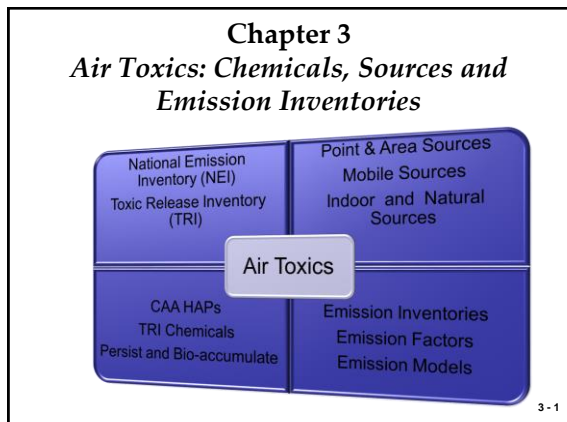 Chapter 3
Air Toxics: Chemicals, Sources and
Emission Inventories
National Emission
Inventory (NEI)
Toxic Release Inventory
(TRI)
Point & Area Sources
Mobile Sources
Indoor and Natural
Sources
Air Toxics
CAA HAPs
TRI Chemicals
Persist and Bio-accumulate
Emission Inventories
Emission Factors
Emission Models
3 - 1